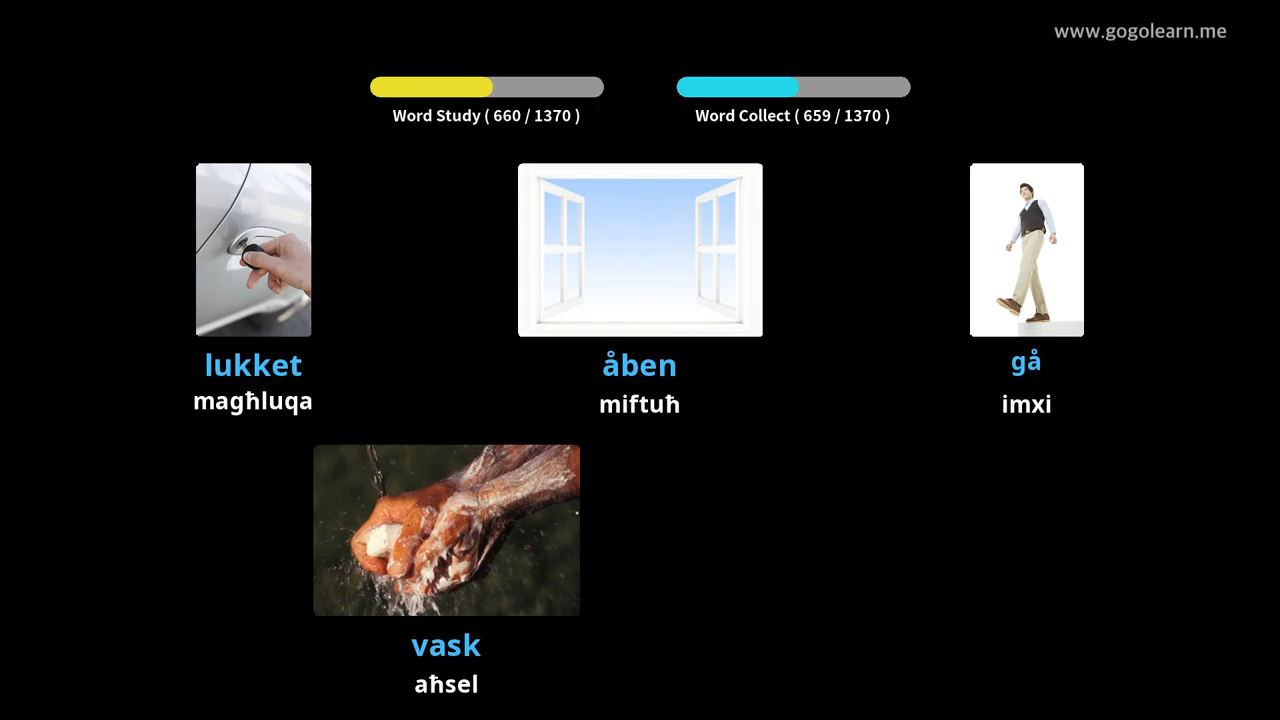 www.gogolearn.me
Word Study ( 660 / 1370 )
Word Collect ( 659 / 1370 )
lukket
magħluqa
åben
miftuħ
gå
imxi
vask
aħsel